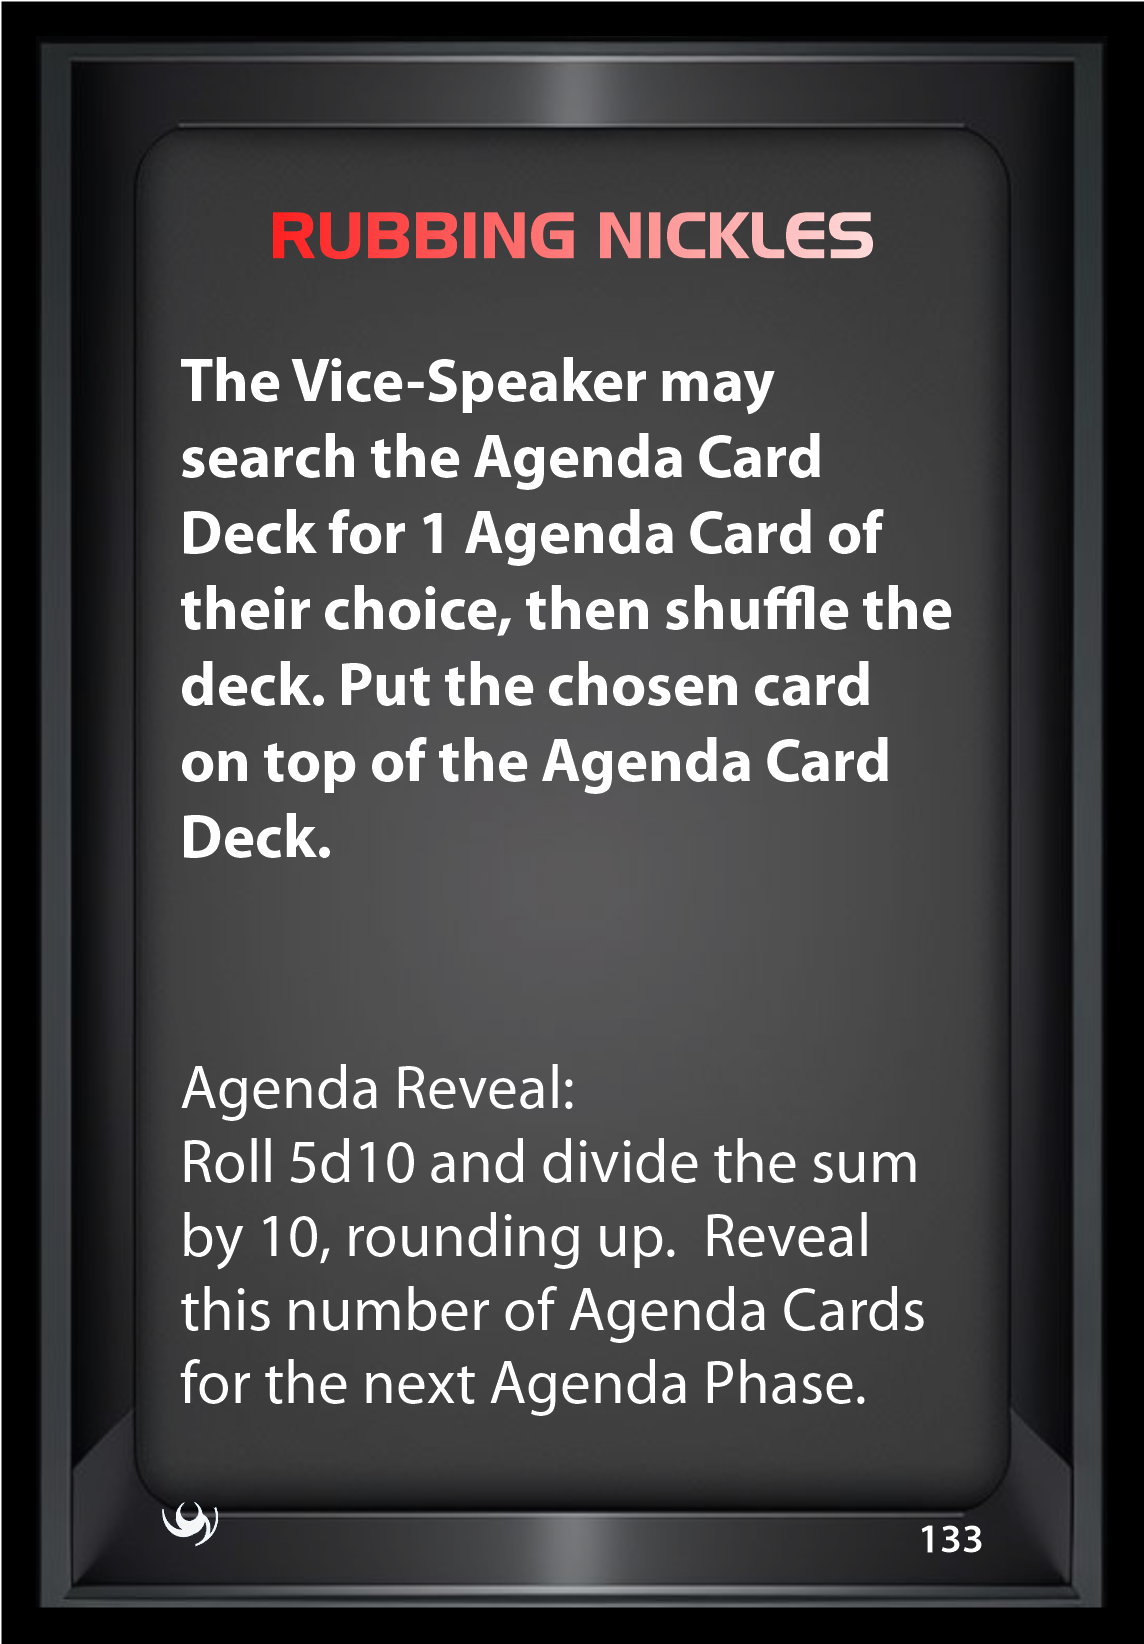 RUBBING NICKLES
The Vice-Speaker may
search the Agenda Card
Deck for 1 Agenda Card of
their choice, then shuffle the
deck. Put the chosen card
on top of the Agenda Card
Deck.
Agenda Reveal:
Roll 5d10 and divide the sum
by 10, rounding up.  Reveal
this number of Agenda Cards
for the next Agenda Phase.
133